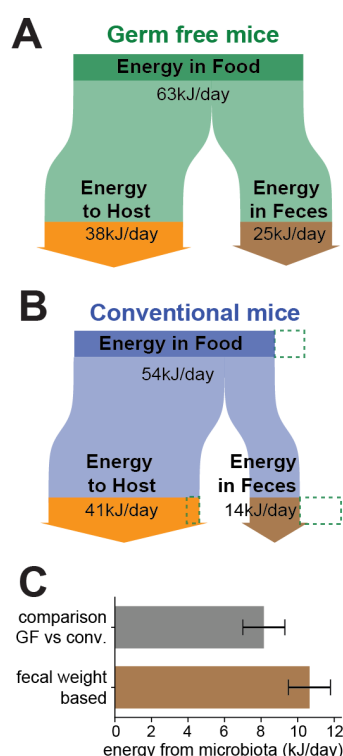 A
Germ free mice
Energy in Food
63kJ/day
Energy
to Host
Energy
in Feces
38kJ/day
25kJ/day
B
Conventional mice
Energy in Food
54kJ/day
Energy
to Host
Energy
in Feces
41kJ/day
14kJ/day
C
comparison
GF vs conv.
fecal weight
based
0 2 4 6 8 10 12
energy from microbiota (kJ/day)